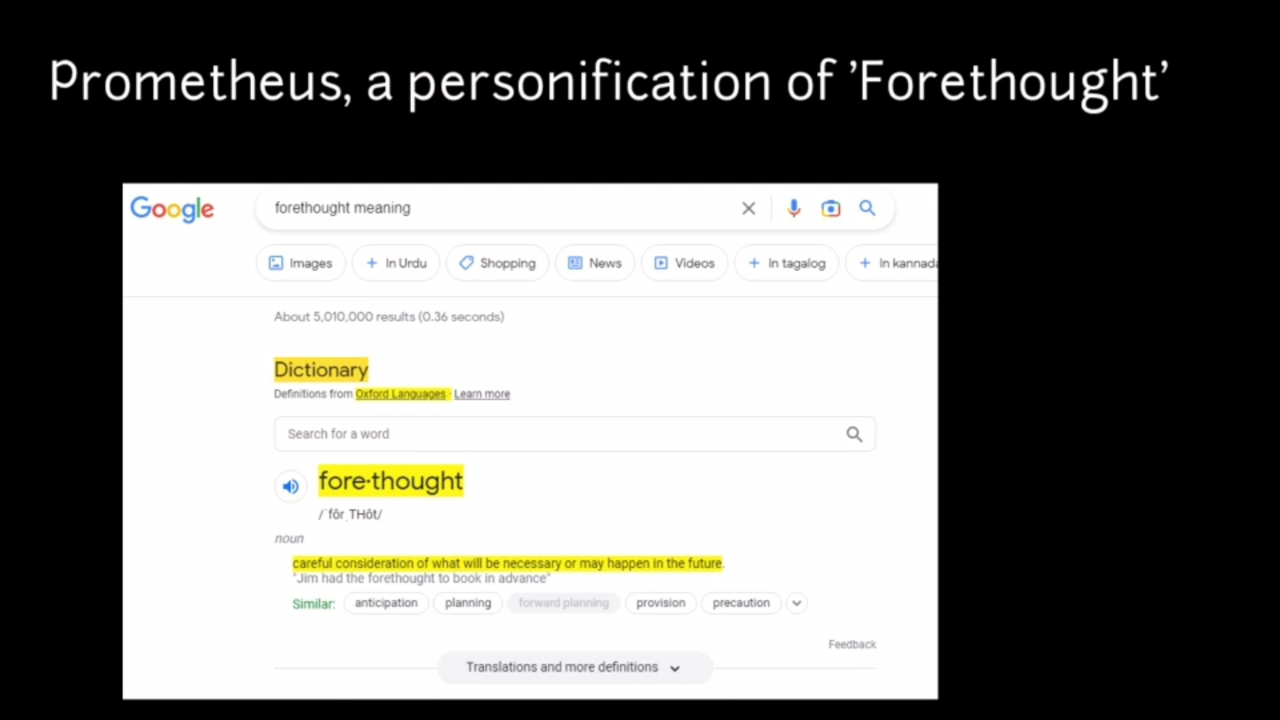 Prometheus, a personification of ’Forethought’
Google
forethought meaning
Images
In Urdu
Shopping
News
Videos
In tagalog
In kannada
About 5,010,000 results (0.36 seconds)
Dictionary
Definitions from Oxford Languages · Learn more
Search for a word
fore·thought
/ˈfôrˌTHôt/
noun
careful consideration of what will be necessary or may happen in the future.
"Jim had the forethought to book in advance"
Similar: anticipation planning forward planning provision precaution
Feedback
Translations and more definitions